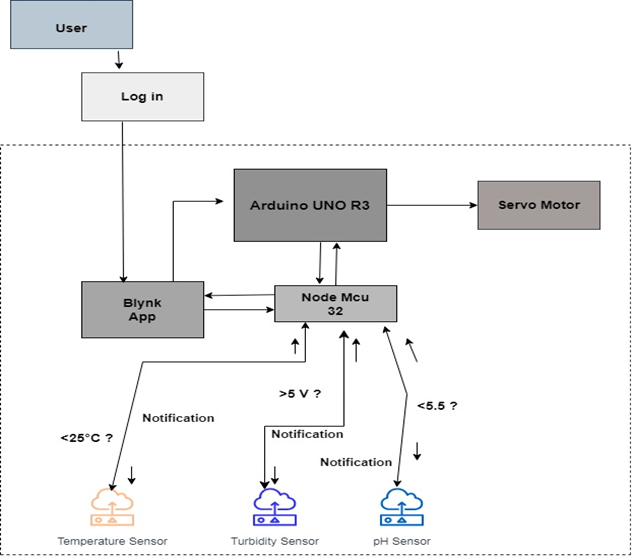 User
Log in
Arduino UNO R3
Servo Motor
Blynk
App
Node Mcu
32
>5 V ?
<5.5 ?
Notification
<25°C ?
Notification
Notification
Temperature Sensor
Turbidity Sensor
pH Sensor